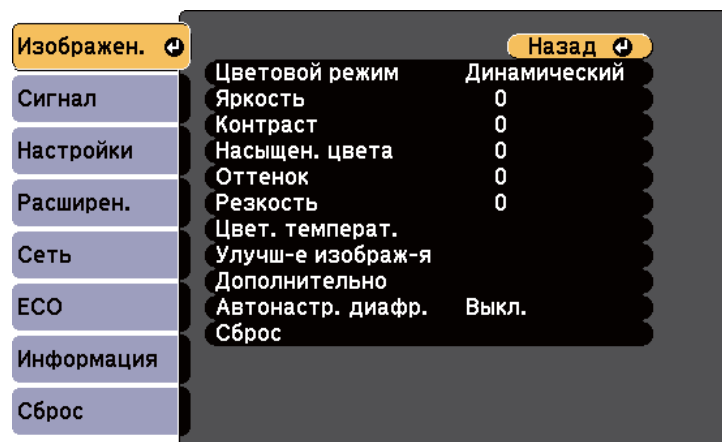 Изображен.
Сигнал
Настройки
Расширен.
Сеть
ECO
Информация
Сброс
Назад
Цветовой режим Динамический
Яркость 0
Контраст 0
Насыщен. цвета 0
Оттенок 0
Резкость 0
Цвет. температ.
Улучш-е изображ-я
Дополнительно
Автонастр. диафр. Выкл.
Сброс